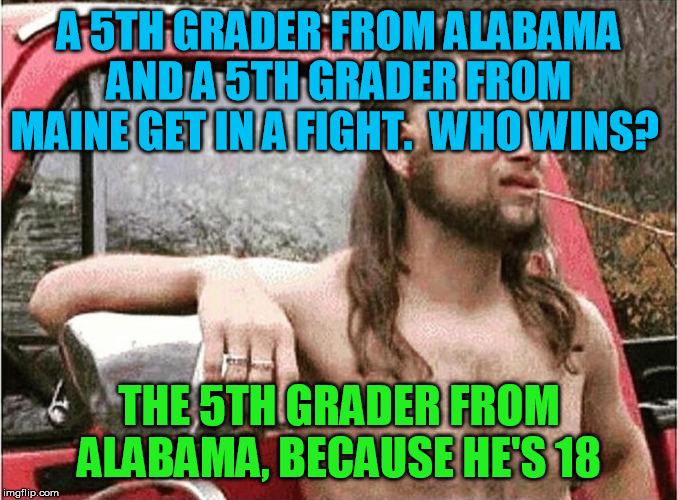 A 5TH GRADER FROM ALABAMA
AND A 5TH GRADER FROM
MAINE GET IN A FIGHT. WHO WINS?
THE 5TH GRADER FROM
ALABAMA, BECAUSE HE'S 18
imgflip.com